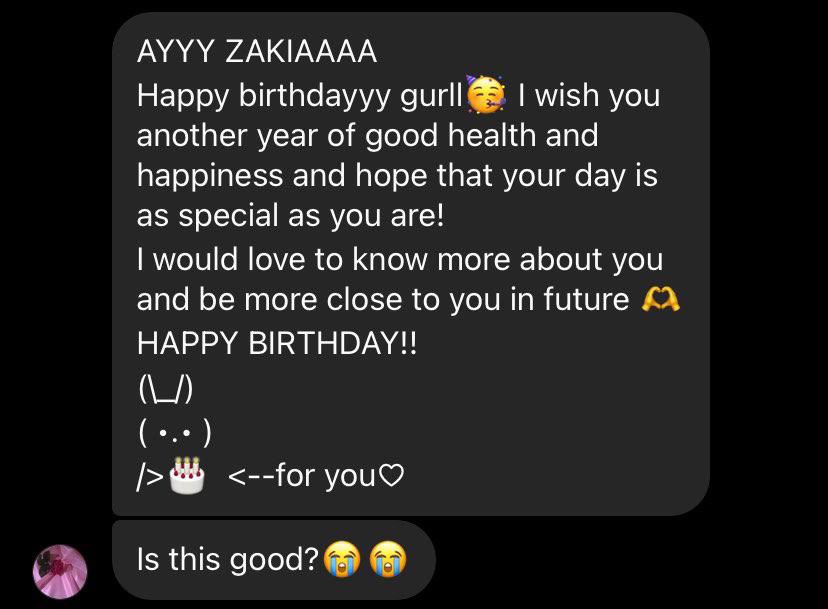 AYYY ZAKIAAAA
Happy birthdayyy gurll🥳 I wish you
another year of good health and
happiness and hope that your day is
as special as you are!
I would love to know more about you
and be more close to you in future 🫶
HAPPY BIRTHDAY!!
(\_/)
( •.• )
/>🎂 <--for you♡
Is this good?😭😭